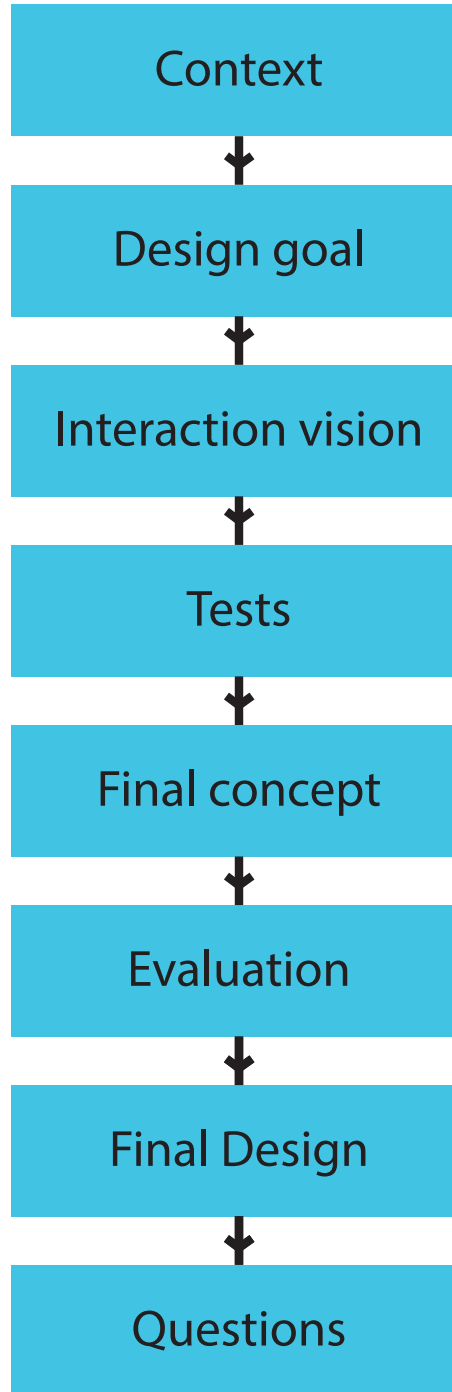 Context
Design goal
Interaction vision
Tests
Final concept
Evaluation
Final Design
Questions